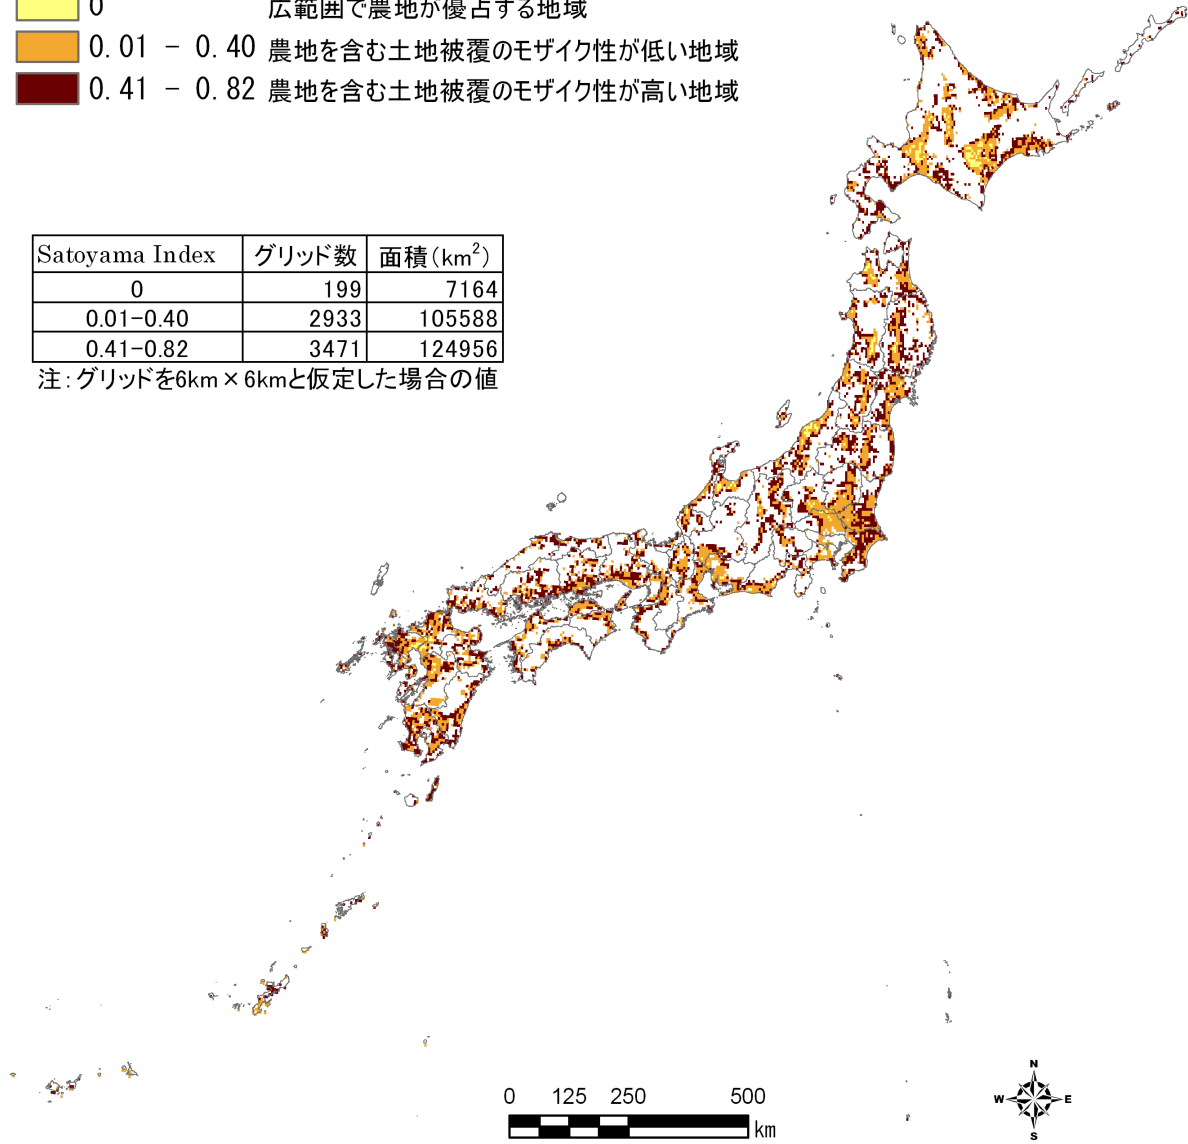 0 広範囲で農地が優占する地域
0.01 - 0.40 農地を含む土地被覆のモザイク性が低い地域
0.41 - 0.82 農地を含む土地被覆のモザイク性が高い地域
Satoyama Index グリッド数 面積(km²)
0 199 7164
0.01-0.40 2933 105588
0.41-0.82 3471 124956
注:グリッドを6km×6kmと仮定した場合の値
0 125 250 500
km
N
W E
S